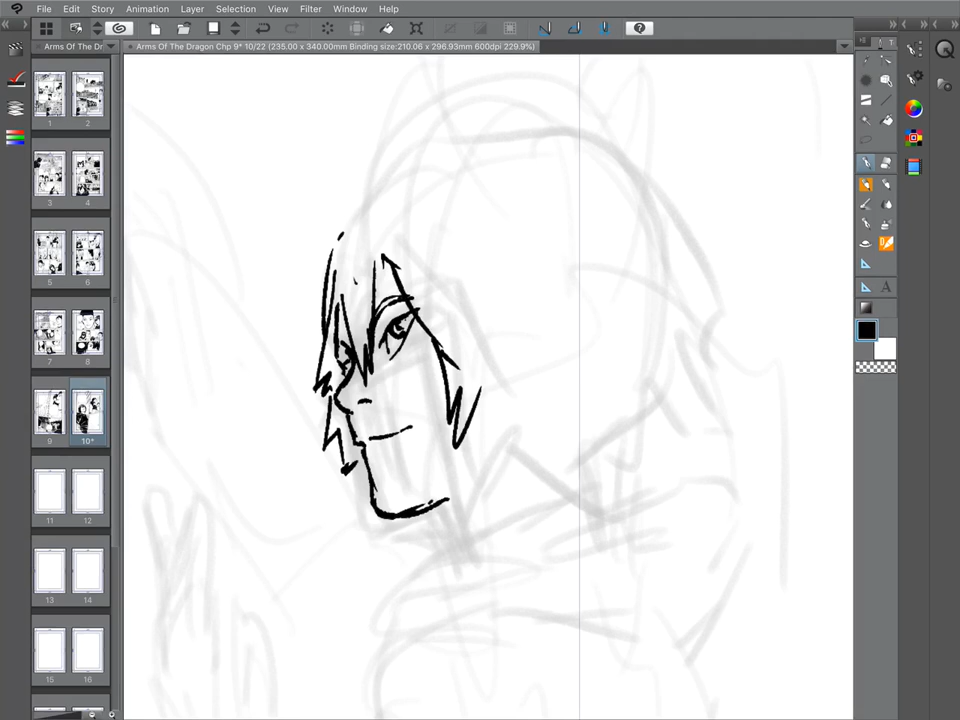 File Edit Story Animation Layer Selection View Filter Window Help
Arms Of The Dr
Arms Of The Dragon Chp 9* 10/22 (235.00 x 340.00mm Binding size:210.06 x 296.93mm 600dpi 229.9%)
1 2
3 4
5 6
7 8
9 10*
11 12
13 14
15 16
T
A